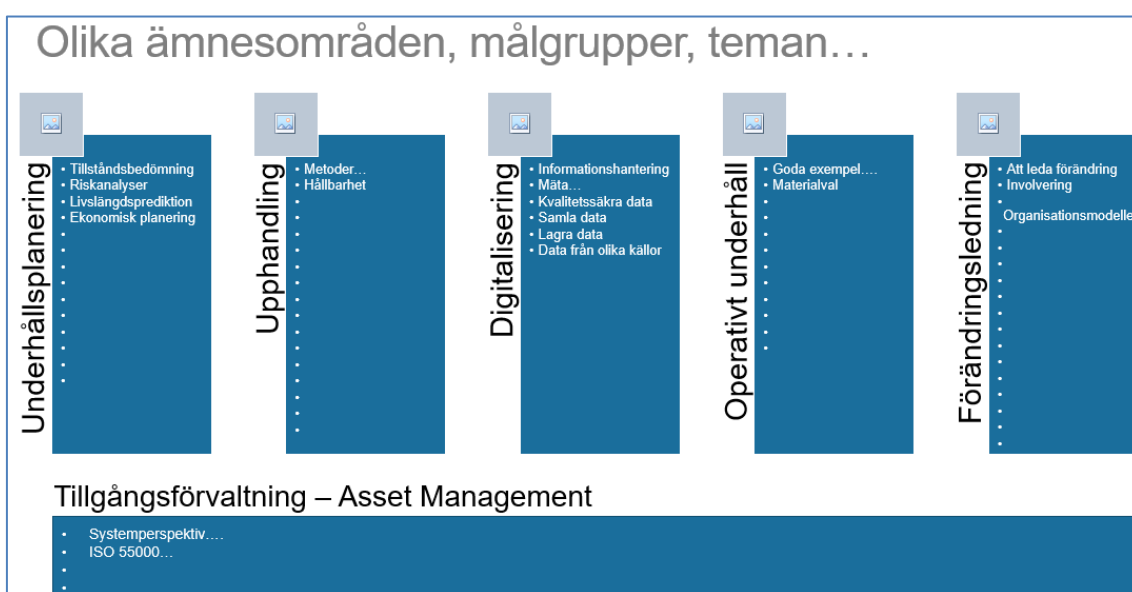 Olika ämnesområden, målgrupper, teman…
Underhållsplanering
• Tillståndsbedömning
• Riskanalyser
• Livslängdsprediktion
• Ekonomisk planering
Upphandling
• Metoder…
• Hållbarhet
Digitalisering
• Informationshantering
• Mäta…
• Kvalitetssäkra data
• Samla data
• Lagra data
• Data från olika källor
Operativt underhåll
• Goda exempel….
• Materialval
Förändringsledning
• Att leda förändring
• Involvering
•
Organisationsmodelle
Tillgångsförvaltning – Asset Management
• Systemperspektiv….
• ISO 55000…